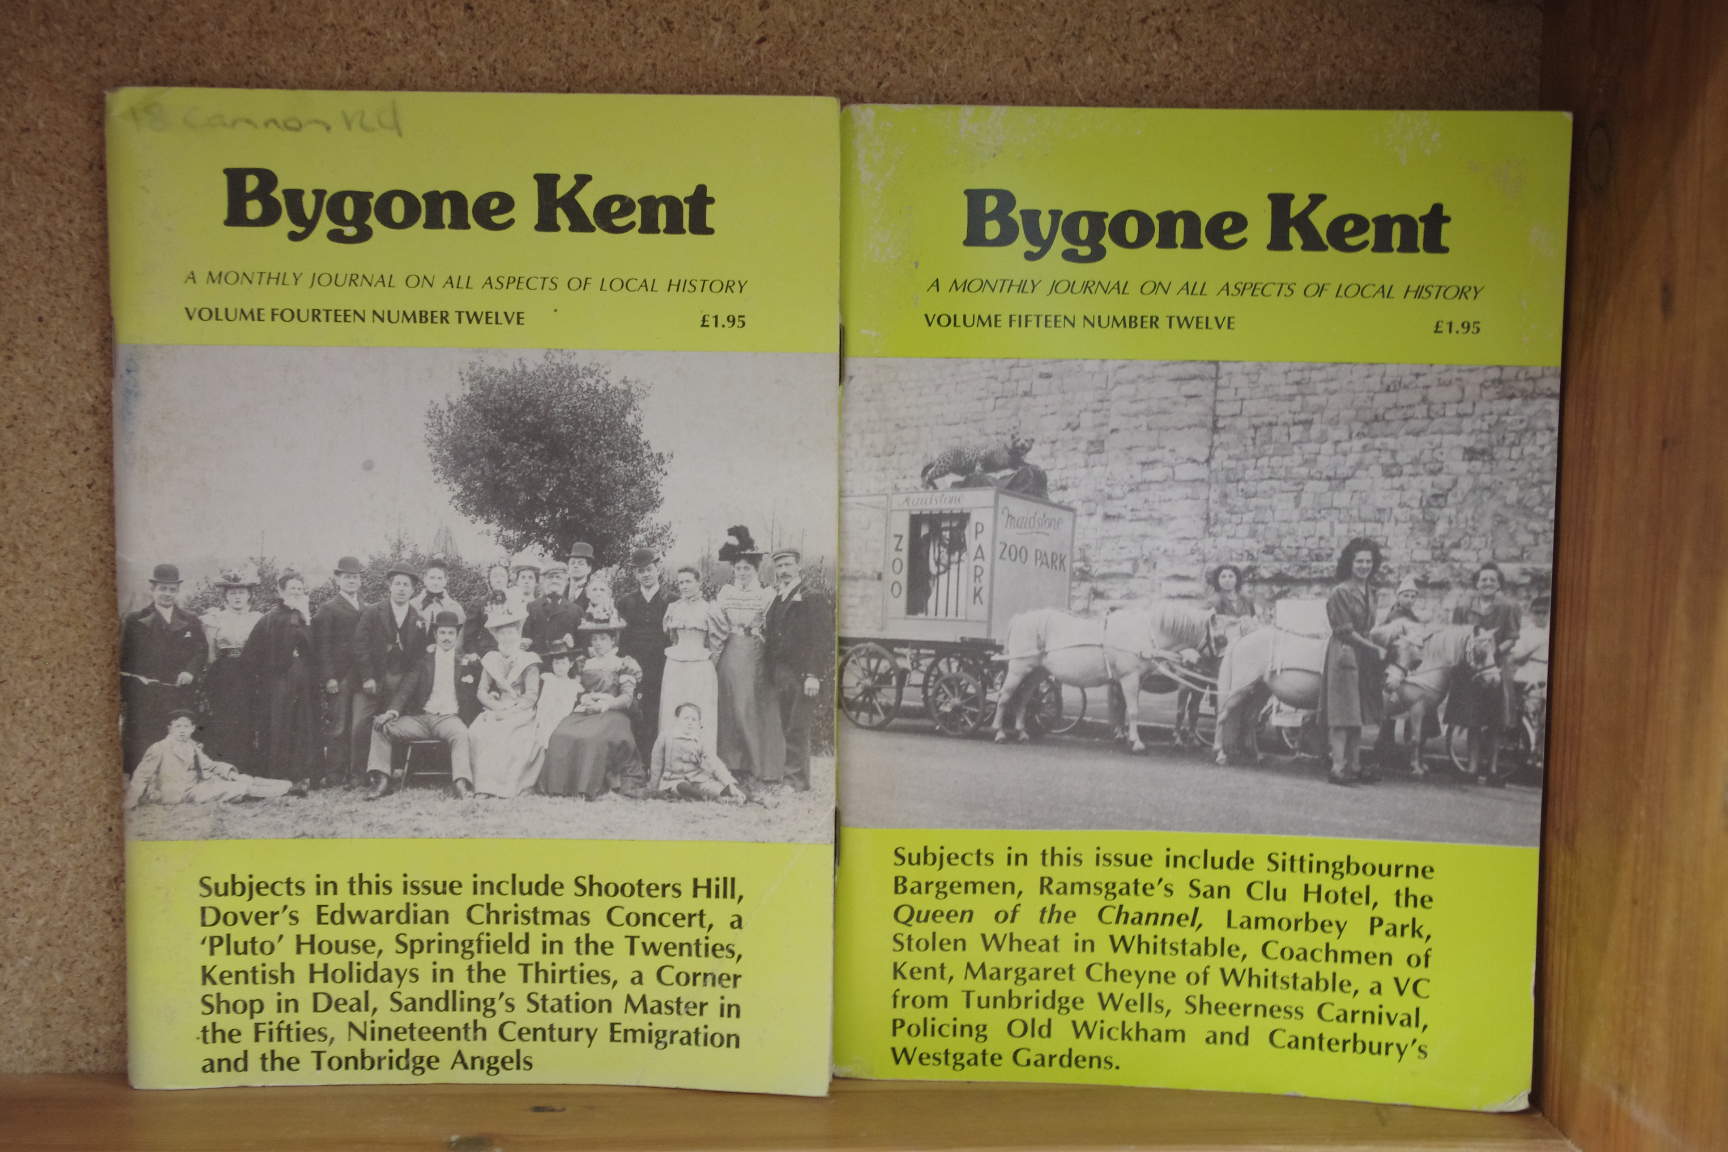 18 Cannon Rd
Bygone Kent
A MONTHLY JOURNAL ON ALL ASPECTS OF LOCAL HISTORY
VOLUME FOURTEEN NUMBER TWELVE £1.95
Subjects in this issue include Shooters Hill,
Dover's Edwardian Christmas Concert, a
'Pluto' House, Springfield in the Twenties,
Kentish Holidays in the Thirties, a Corner
Shop in Deal, Sandling's Station Master in
the Fifties, Nineteenth Century Emigration
and the Tonbridge Angels
Bygone Kent
A MONTHLY JOURNAL ON ALL ASPECTS OF LOCAL HISTORY
VOLUME FIFTEEN NUMBER TWELVE £1.95
Maidstone
ZOO
PARK
Maidstone
ZOO PARK
Subjects in this issue include Sittingbourne
Bargemen, Ramsgate's San Clu Hotel, the
Queen of the Channel, Lamorbey Park,
Stolen Wheat in Whitstable, Coachmen of
Kent, Margaret Cheyne of Whitstable, a VC
from Tunbridge Wells, Sheerness Carnival,
Policing Old Wickham and Canterbury's
Westgate Gardens.